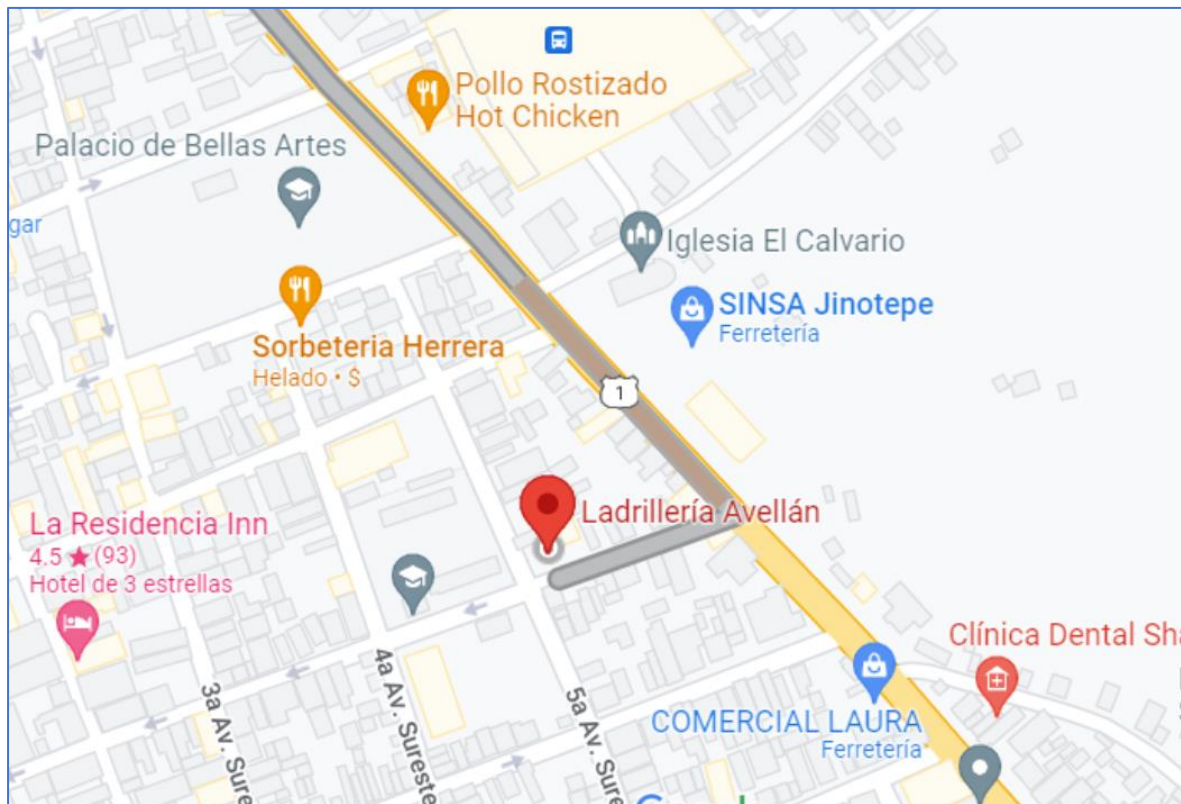 Pollo Rostizado
Hot Chicken
Palacio de Bellas Artes
gar
Iglesia El Calvario
SINSA Jinotepe
Ferretería
Sorbeteria Herrera
Helado • $
1
Ladrillería Avellán
La Residencia Inn
4.5 ★ (93)
Hotel de 3 estrellas
Clínica Dental Sha
3a Av. Sure
4a Av. Sureste
5a Av. Sure
COMERCIAL LAURA
Ferretería